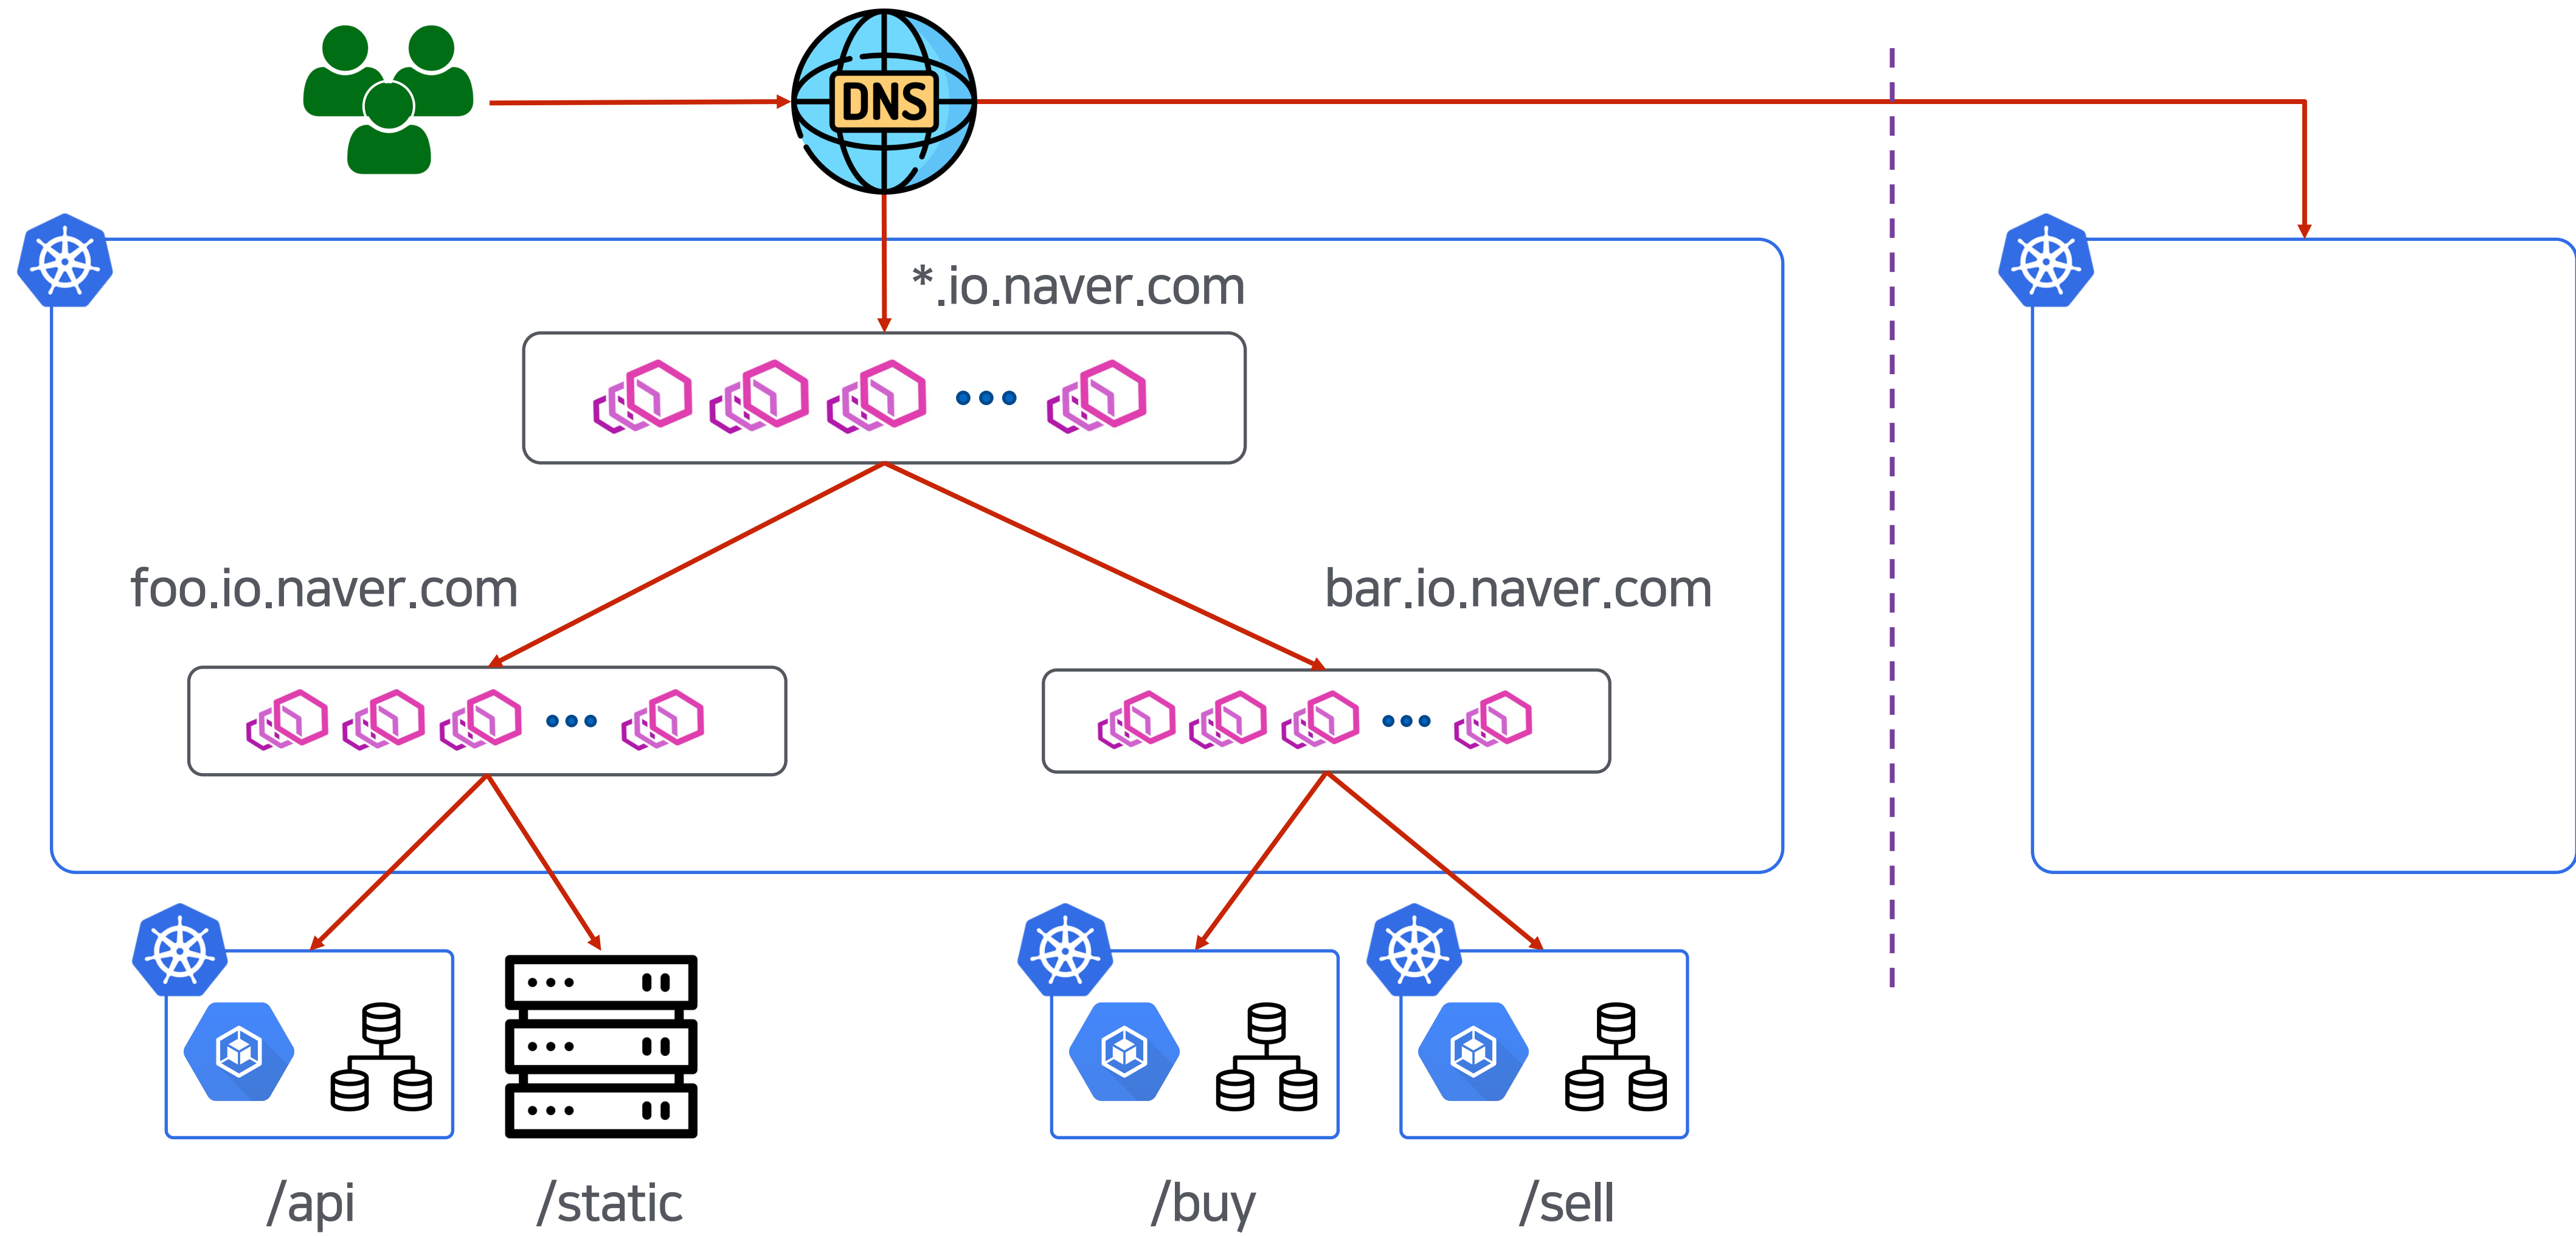 DNS
*.io.naver.com
foo.io.naver.com
bar.io.naver.com
/api
/static
/buy
/sell